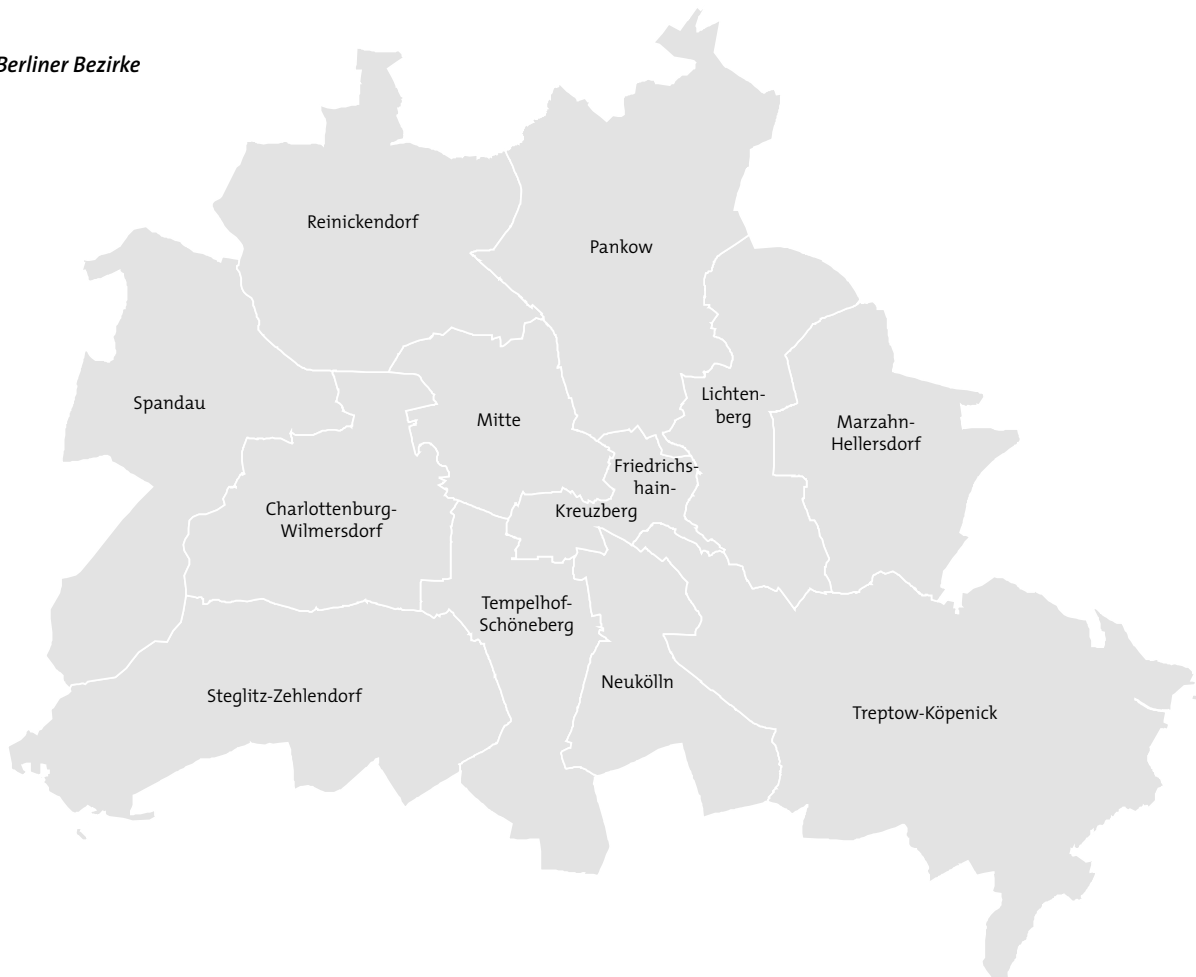 Berliner Bezirke
Reinickendorf
Pankow
Spandau
Mitte
Lichten-
berg
Marzahn-
Hellersdorf
Friedrichs-
hain-
Kreuzberg
Charlottenburg-
Wilmersdorf
Tempelhof-
Schöneberg
Neukölln
Steglitz-Zehlendorf
Treptow-Köpenick